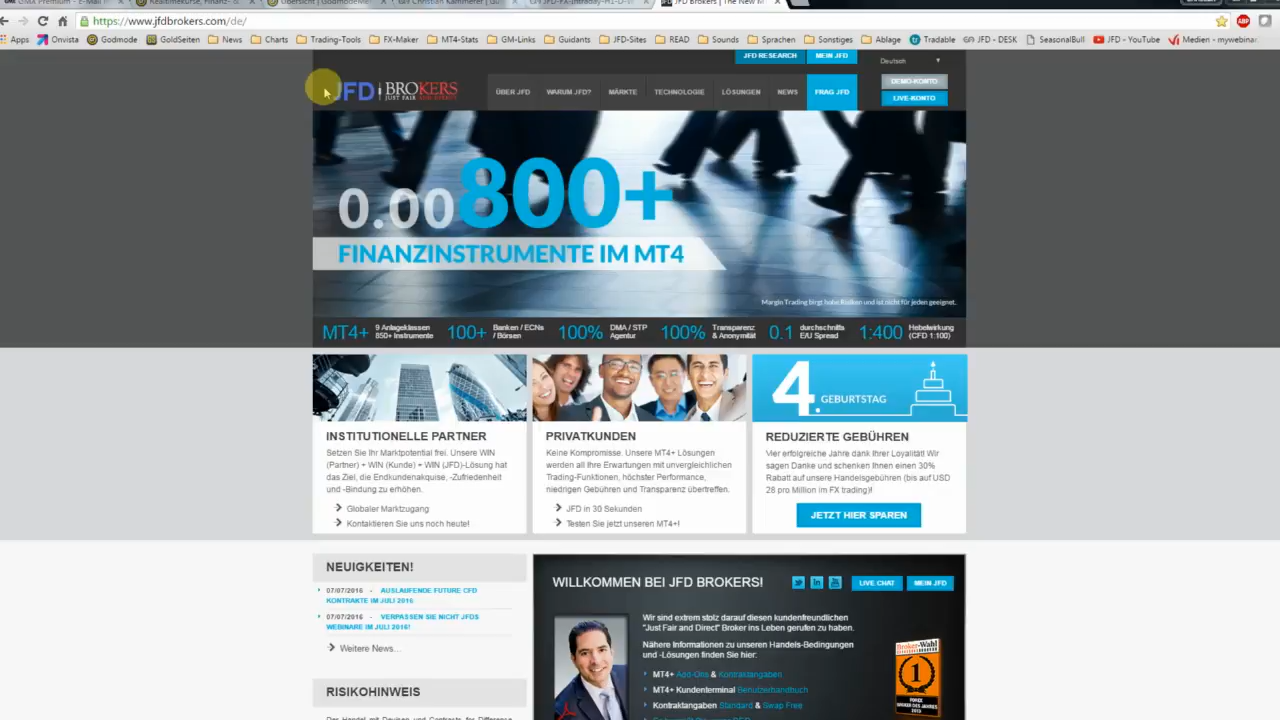 JFD Brokers | The New M
https://www.jfdbrokers.com/de/
Apps Onvista Godmode GoldSeiten News Charts Trading-Tools FX-Maker MT4-Stats GM-Links Guidants JFD-Sites READ Sounds Sprachen Sonstiges Ablage Tradable JFD - DESK SeasonalBull JFD - YouTube Medien - mywebinar
JFD RESEARCH MEIN JFD Deutsch
JFD BROKERS
JUST FAIR AND DIRECT
ÜBER JFD WARUM JFD? MÄRKTE TECHNOLOGIE LÖSUNGEN NEWS FRAG JFD
DEMO-KONTO
LIVE-KONTO
0.00 800+
FINANZINSTRUMENTE IM MT4
Margin Trading birgt hohe Risiken und ist nicht für jeden geeignet.
MT4+ 9 Anlageklassen 850+ Instrumente
100+ Banken / ECNs / Börsen
100% DMA / STP Agentur
100% Transparenz & Anonymität
0.1 durchschnitts E/U Spread
1:400 Hebelwirkung (CFD 1:100)
4. GEBURTSTAG
INSTITUTIONELLE PARTNER
Setzen Sie Ihr Marktpotential frei. Unsere WIN
(Partner) + WIN (Kunde) + WIN (JFD)-Lösung hat
das Ziel, die Endkundenakquise, -Zufriedenheit
und -Bindung zu erhöhen.
Globaler Marktzugang
Kontaktieren Sie uns noch heute!
PRIVATKUNDEN
Keine Kompromisse. Unsere MT4+ Lösungen
werden all Ihre Erwartungen mit unvergleichlichen
Trading-Funktionen, höchster Performance,
niedrigen Gebühren und Transparenz übertreffen.
JFD in 30 Sekunden
Testen Sie jetzt unseren MT4+!
REDUZIERTE GEBÜHREN
Vier erfolgreiche Jahre dank Ihrer Loyalität! Wir
sagen Danke und schenken Ihnen einen 30%
Rabatt auf unsere Handelsgebühren (bis auf USD
28 pro Million im FX trading)!
JETZT HIER SPAREN
NEUIGKEITEN!
07/07/2016 - AUSLAUFENDE FUTURE CFD
KONTRAKTE IM JULI 2016
07/07/2016 - VERPASSEN SIE NICHT JFDS
WEBINARE IM JULI 2016!
Weitere News...
RISIKOHINWEIS
WILLKOMMEN BEI JFD BROKERS!
LIVE CHAT MEIN JFD
Wir sind extrem stolz darauf diesen kundenfreundlichen
"Just Fair and Direct" Broker ins Leben gerufen zu haben.
Nähere Informationen zu unseren Handels-Bedingungen
und -Lösungen finden Sie hier:
MT4+ Add-Ons & Kontraktangaben
MT4+ Kundenterminal Benutzerhandbuch
Kontraktangaben Standard & Swap Free
Broker-Wahl
1